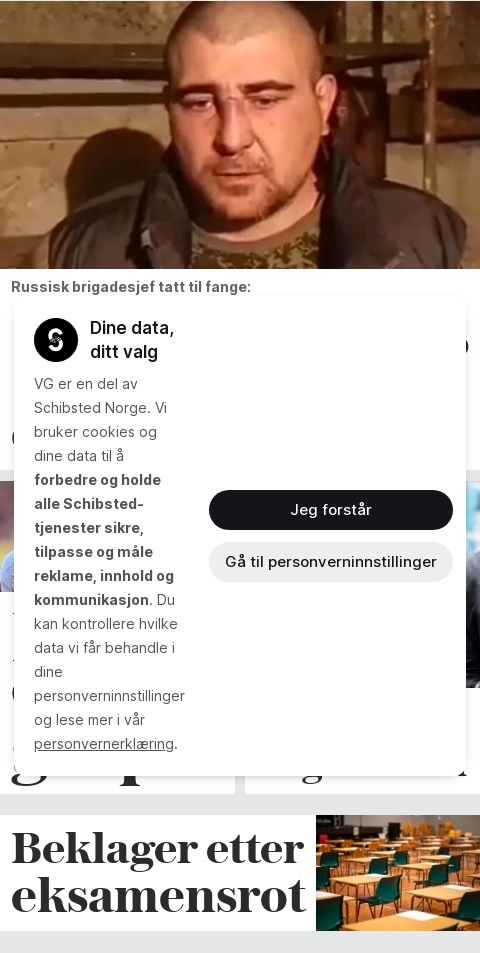 Russisk brigadesjef tatt til fange:
Dine data,
ditt valg
VG er en del av
Schibsted Norge. Vi
bruker cookies og
dine data til å
forbedre og holde
alle Schibsted-
tjenester sikre,
tilpasse og måle
reklame, innhold og
kommunikasjon. Du
kan kontrollere hvilke
data vi får behandle i
dine
personverninnstillinger
og lese mer i vår
personvernerklæring.
Jeg forstår
Gå til personverninnstillinger
Beklager etter
eksamensrot